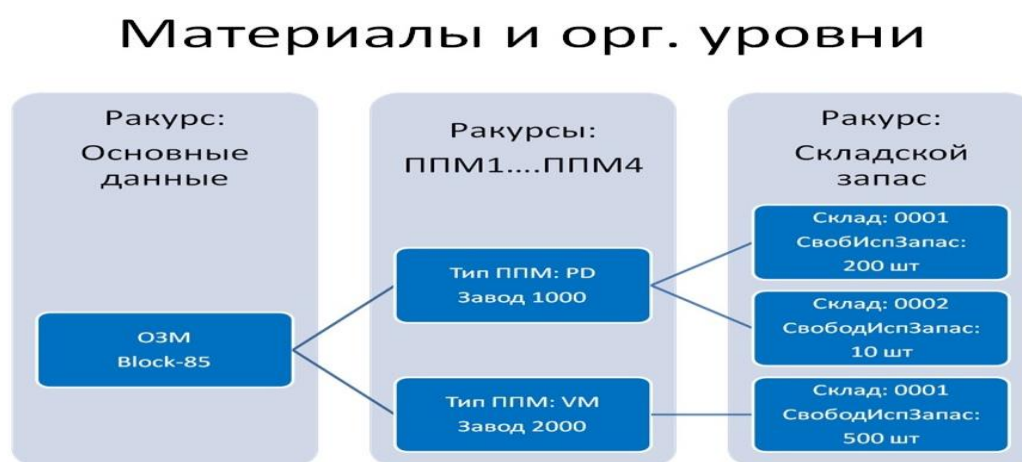 Материалы и орг. уровни
Ракурс:
Основные
данные
ОЗМ
Block-85
Ракурсы:
ППМ1....ППМ4
Тип ППМ: PD
Завод 1000
Тип ППМ: VM
Завод 2000
Ракурс:
Складской
запас
Склад: 0001
СвобИспЗапас:
200 шт
Склад: 0002
СвободИспЗапас:
10 шт
Склад: 0001
СвободИспЗапас:
500 шт